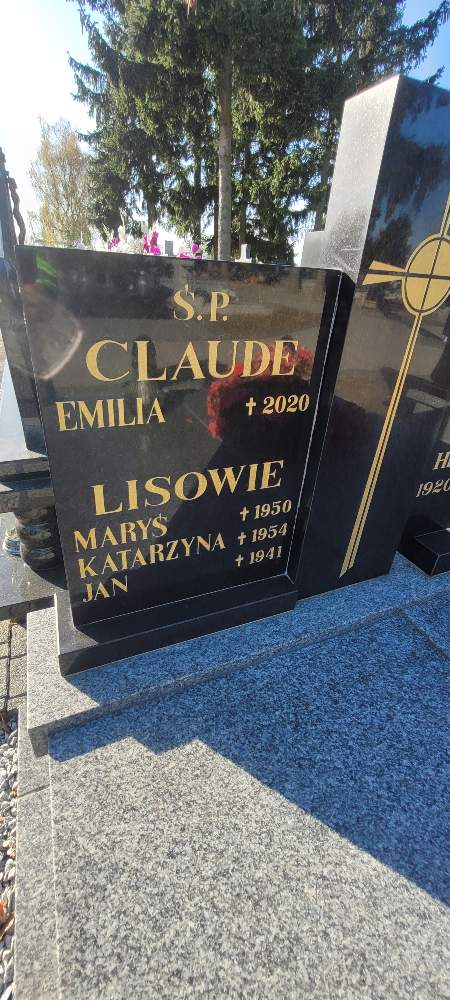 Ś.P.
CLAUDE
EMILIA ✝ 2020
LISOWIE
MARYŚ ✝ 1950
KATARZYNA ✝ 1954
JAN ✝ 1941
1920